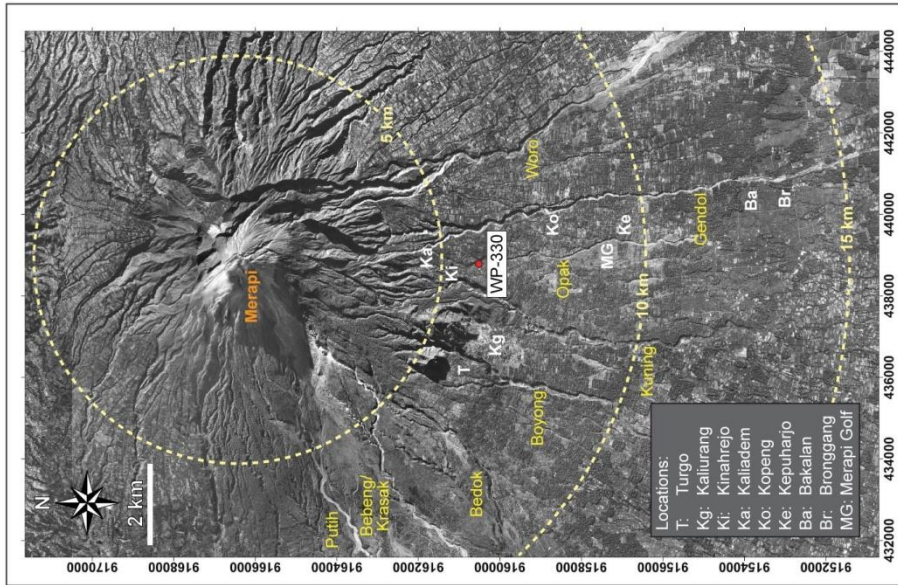 N
2 km
Merapi
5 km
Putih
Bebeng/
Krasak
Bedok
Boyong
Kuning
Opak
Gendol
Woro
10 km
15 km
T
Kg
Ka
Ki
WP-330
Ko
MG
Ke
Ba
Br
Locations:
T: Turgo
Kg: Kaliurang
Ki: Kinahrejo
Ka: Kaliadem
Ko: Kopeng
Ke: Kepuharjo
Ba: Bakalan
Br: Bronggang
MG: Merapi Golf
9170000
9168000
9166000
9164000
9162000
9160000
9158000
9156000
9154000
9152000
432000
434000
436000
438000
440000
442000
444000